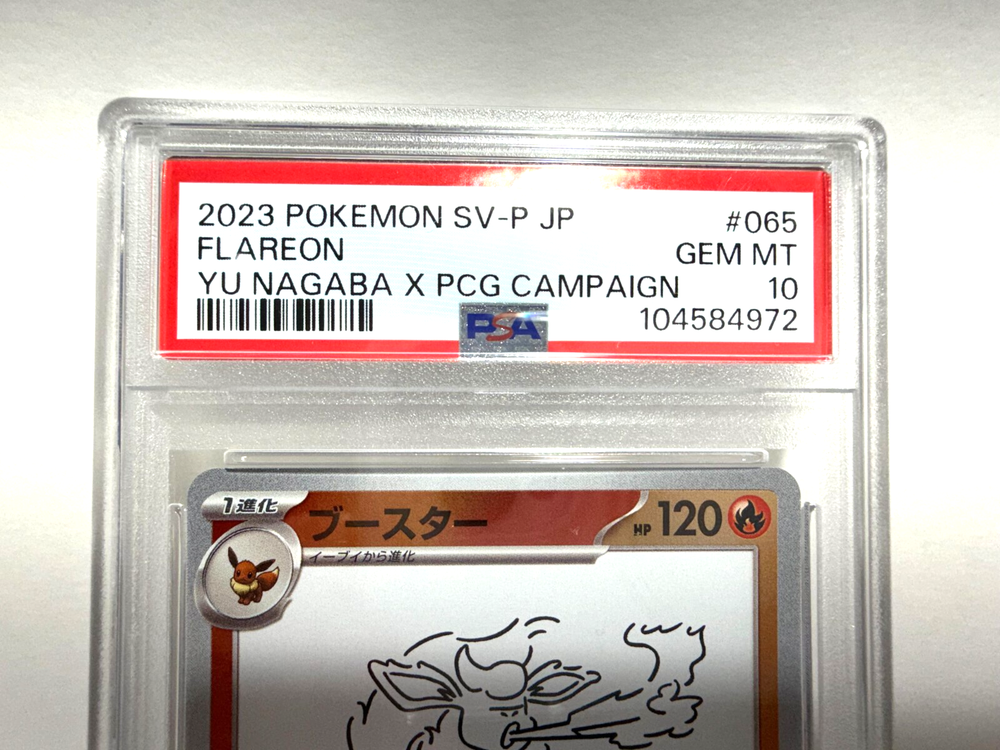 2023 POKEMON SV-P JP #065
FLAREON GEM MT
YU NAGABA X PCG CAMPAIGN 10
PSA 104584972
1進化 ブースター HP 120
イーブイから進化